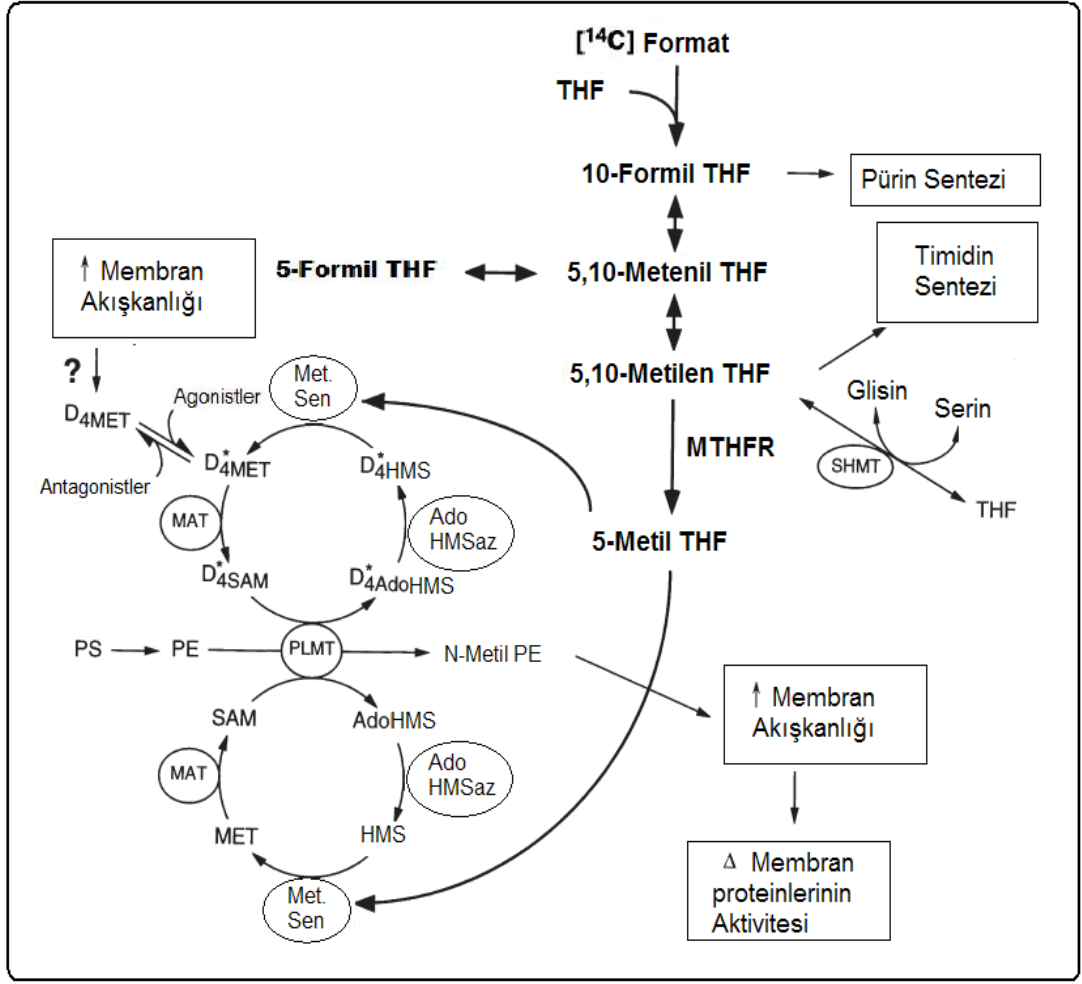 [¹⁴C] Format
THF
10-Formil THF
Pürin Sentezi
↑ Membran
Akışkanlığı
5-Formil THF
5,10-Metenil THF
Timidin
Sentezi
?
Met.
Sen
5,10-Metilen THF
D4MET
Agonistler
Glisin
Serin
MTHFR
D*4MET
D*4HMS
SHMT
Antagonistler
MAT
Ado
HMSaz
THF
5-Metil THF
D*4SAM
D*4AdoHMS
PS
PE
PLMT
N-Metil PE
↑ Membran
Akışkanlığı
SAM
AdoHMS
MAT
Ado
HMSaz
MET
HMS
Δ Membran
proteinlerinin
Aktivitesi
Met.
Sen